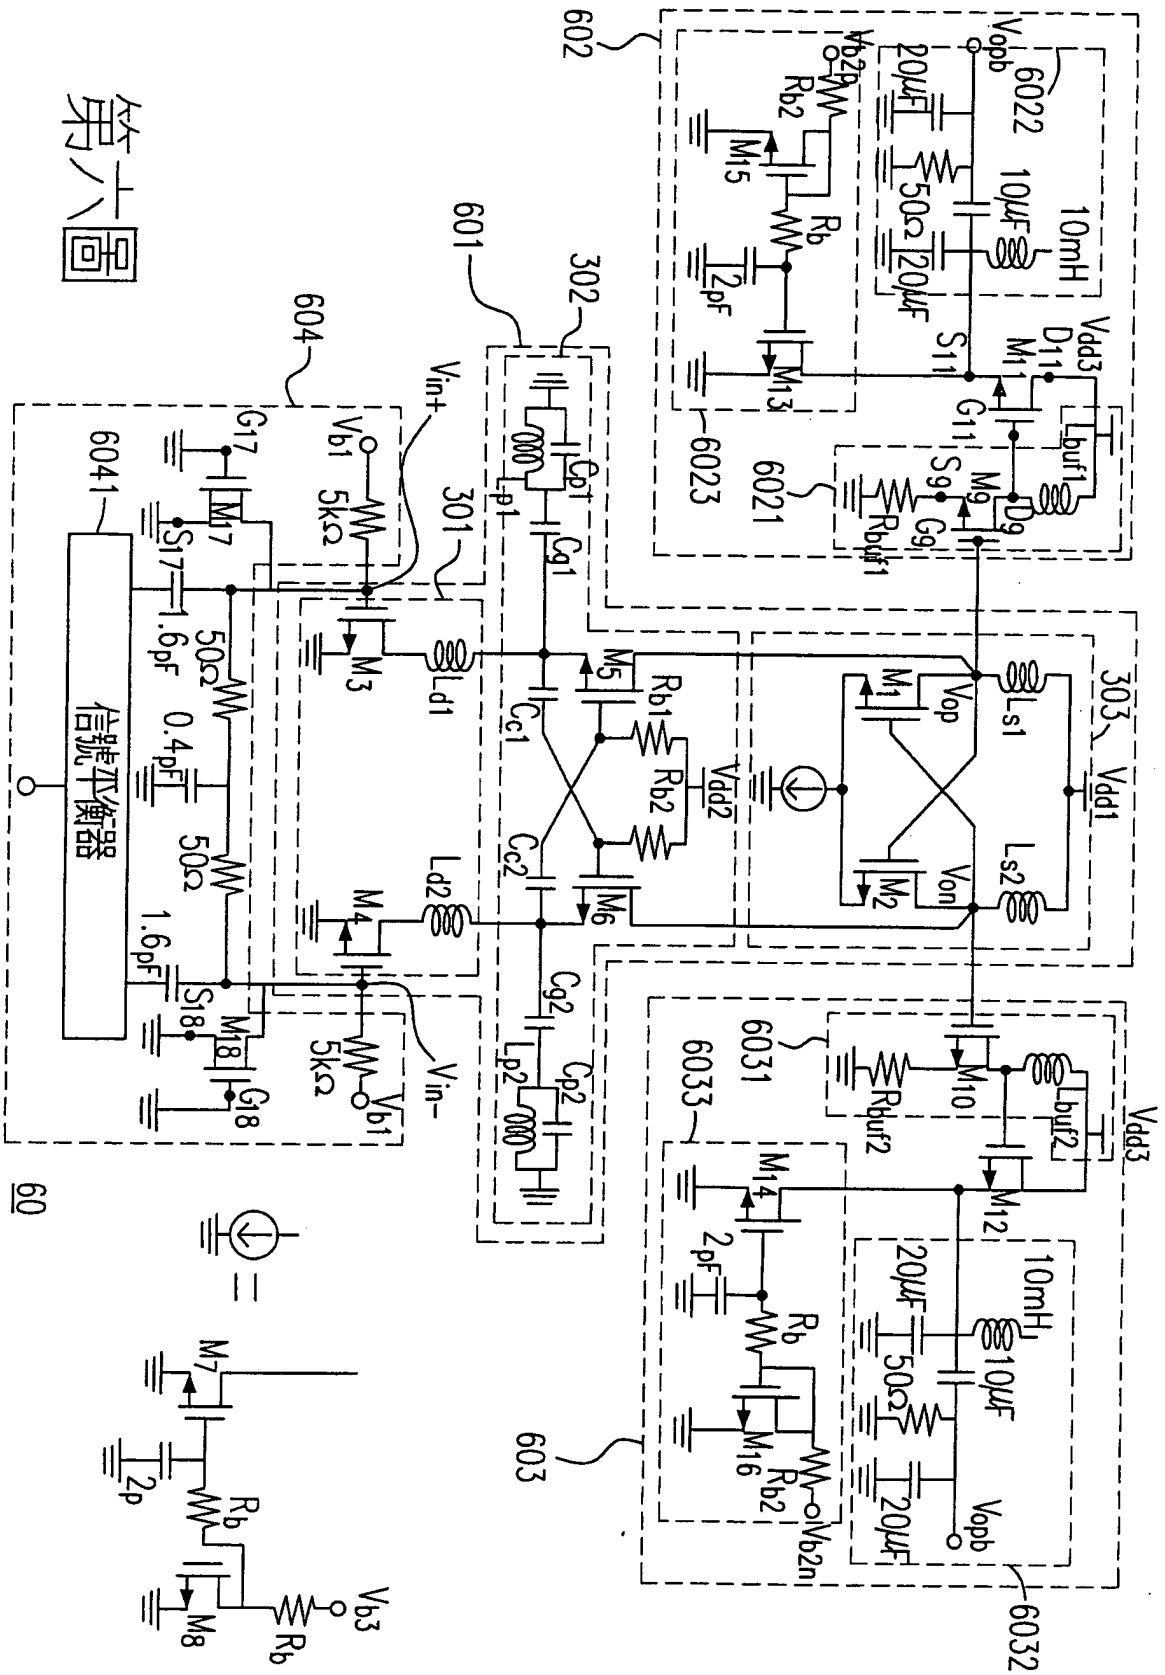 602
Vopb
6022
20μF
50Ω
10μF
20μF
10mH
Vb2p
Rb2
M15
Rb
2pF
M13
6023
S11
M11
D11
Vdd3
G11
Lbuf1
M9
D9
S9
G9
Rbuf1
6021
303
Vdd1
Ls1
Ls2
Vop
Von
M1
M2
Vdd2
Rb1
Rb2
M5
M6
Cc1
Cc2
601
302
Cp1
Lp1
Cg1
Cg2
Lp2
Cp2
301
Ld1
Ld2
M3
M4
Vin+
Vin-
604
Vb1
5kΩ
5kΩ
Vb1
G17
M17
S17
G18
M18
S18
1.6pF
50Ω
0.4pF
50Ω
1.6pF
6041
信號平衡器
6031
M10
Rbuf2
Lbuf2
Vdd3
M12
6033
M14
2pF
Rb
M16
Rb2
Vb2n
603
10mH
20μF
10μF
50Ω
20μF
Vopb
6032
60
=
M7
2p
Rb
M8
Rb
Vb3
第六圖